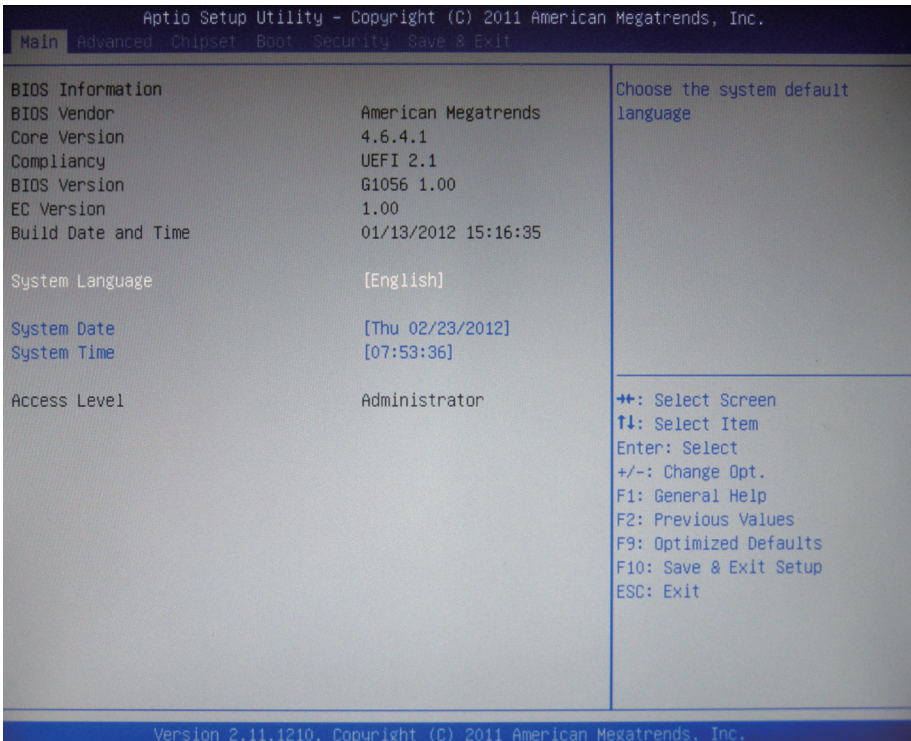 Aptio Setup Utility – Copyright (C) 2011 American Megatrends, Inc.
Main Advanced Chipset Boot Security Save & Exit
BIOS Information
BIOS Vendor American Megatrends
Core Version 4.6.4.1
Compliancy UEFI 2.1
BIOS Version G1056 1.00
EC Version 1.00
Build Date and Time 01/13/2012 15:16:35
System Language [English]
System Date [Thu 02/23/2012]
System Time [07:53:36]
Access Level Administrator
Choose the system default
language
→←: Select Screen
↑↓: Select Item
Enter: Select
+/-: Change Opt.
F1: General Help
F2: Previous Values
F9: Optimized Defaults
F10: Save & Exit Setup
ESC: Exit
Version 2.11.1210. Copyright (C) 2011 American Megatrends, Inc.